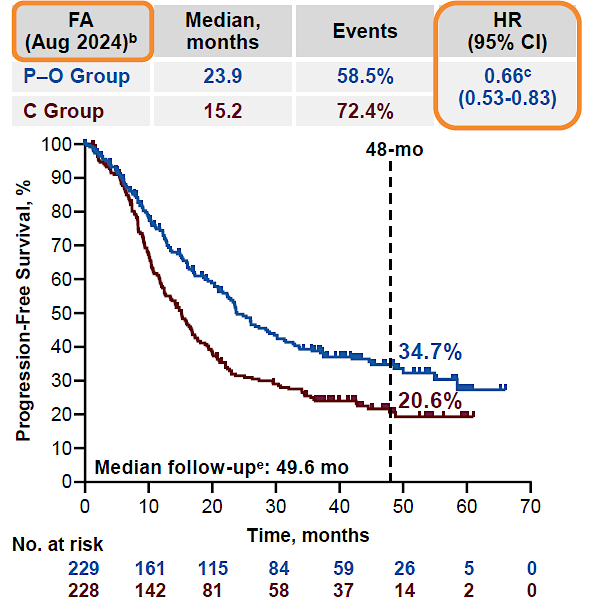 FA (Aug 2024)ᵇ Median, months Events HR (95% CI)
P–O Group 23.9 58.5% 0.66ᶜ (0.53-0.83)
C Group 15.2 72.4%
48-mo
Progression-Free Survival, %
100
90
80
70
60
50
40
30
20
10
0
34.7%
20.6%
Median follow-upᵉ: 49.6 mo
0 10 20 30 40 50 60 70
Time, months
No. at risk
229 161 115 84 59 26 5 0
228 142 81 58 37 14 2 0